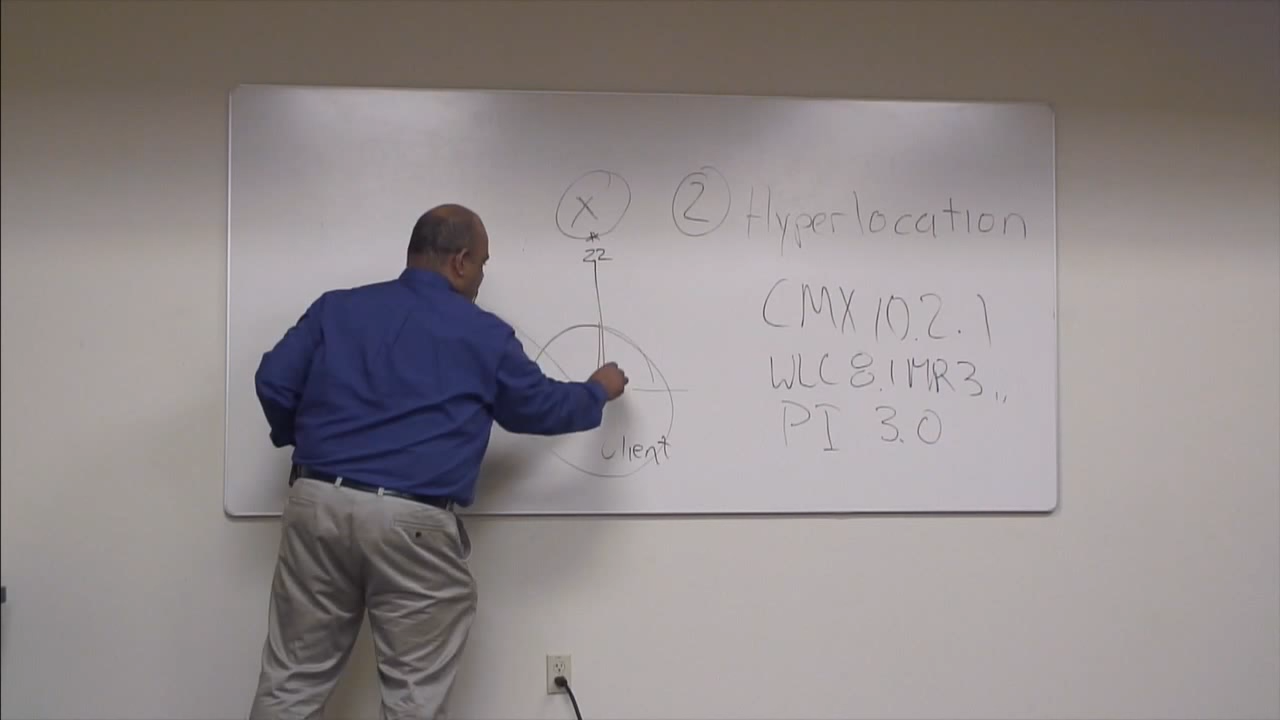 X
② Hyperlocation
*
22
CMX 10.2.1
WLC 8.1MR3
PI 3.0
Client